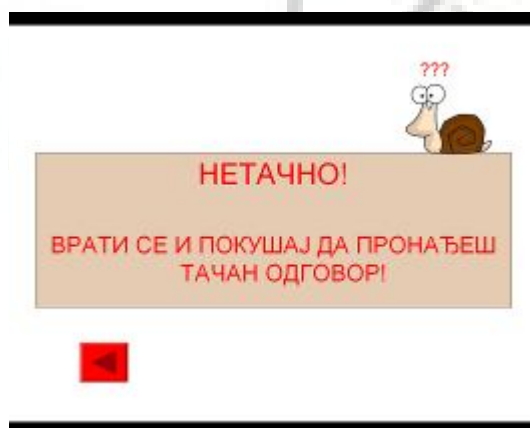 ???
НЕТАЧНО!
ВРАТИ СЕ И ПОКУШАЈ ДА ПРОНАЂЕШ
ТАЧАН ОДГОВОР!